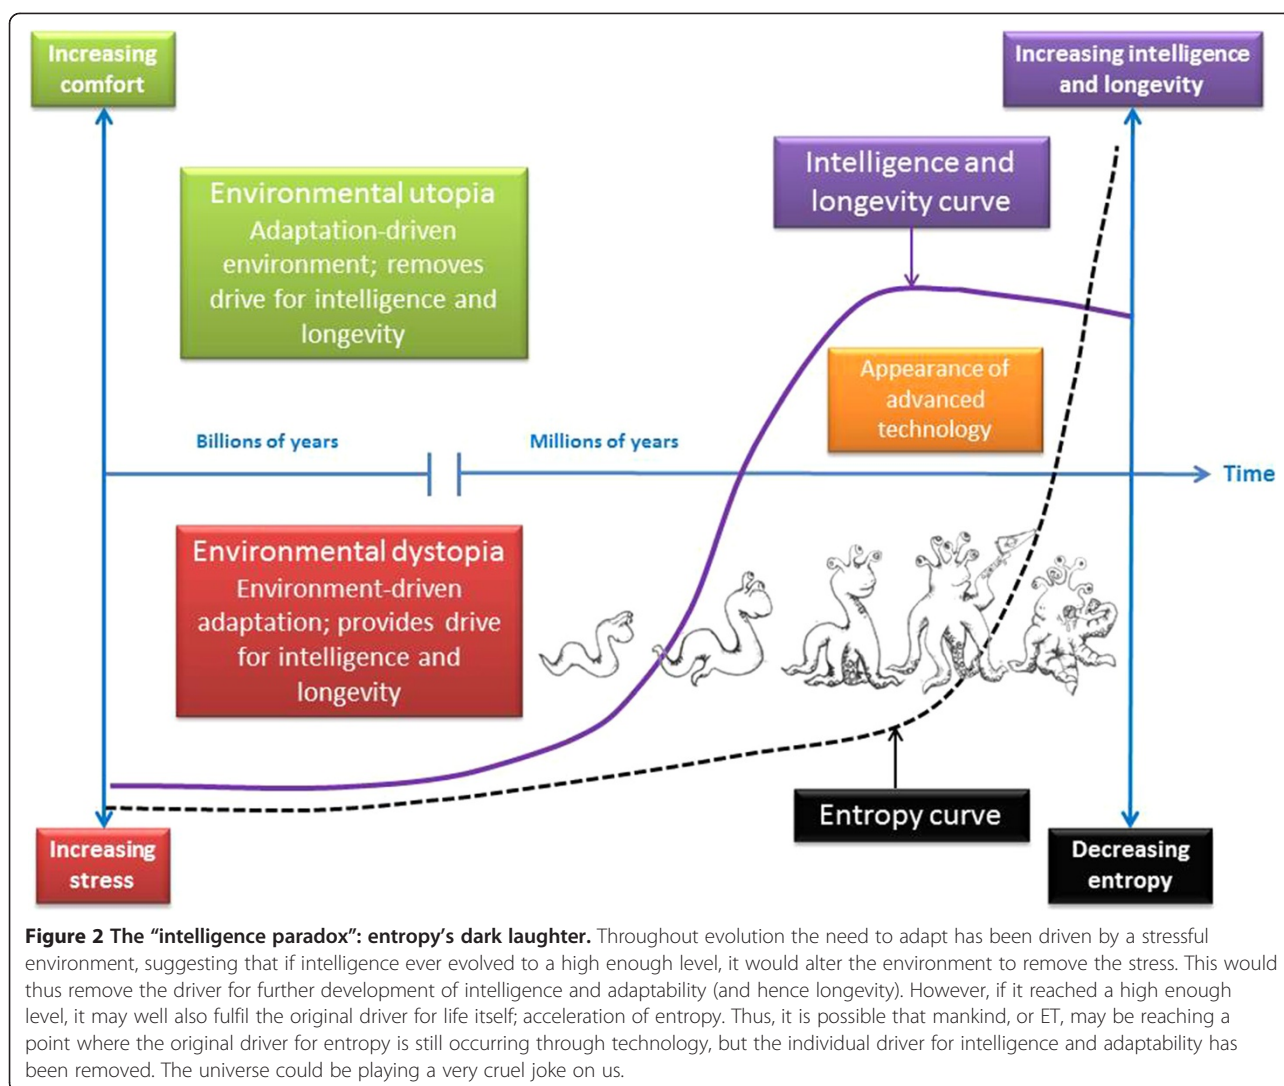 Increasing
comfort
Increasing intelligence
and longevity
Intelligence and
longevity curve
Environmental utopia
Adaptation-driven
environment; removes
drive for intelligence and
longevity
Appearance of
advanced
technology
Billions of years
Millions of years
Time
Environmental dystopia
Environment-driven
adaptation; provides drive
for intelligence and
longevity
Entropy curve
Increasing
stress
Decreasing
entropy
Figure 2 The “intelligence paradox”: entropy’s dark laughter. Throughout evolution the need to adapt has been driven by a stressful
environment, suggesting that if intelligence ever evolved to a high enough level, it would alter the environment to remove the stress. This would
thus remove the driver for further development of intelligence and adaptability (and hence longevity). However, if it reached a high enough
level, it may well also fulfil the original driver for life itself; acceleration of entropy. Thus, it is possible that mankind, or ET, may be reaching a
point where the original driver for entropy is still occurring through technology, but the individual driver for intelligence and adaptability has
been removed. The universe could be playing a very cruel joke on us.